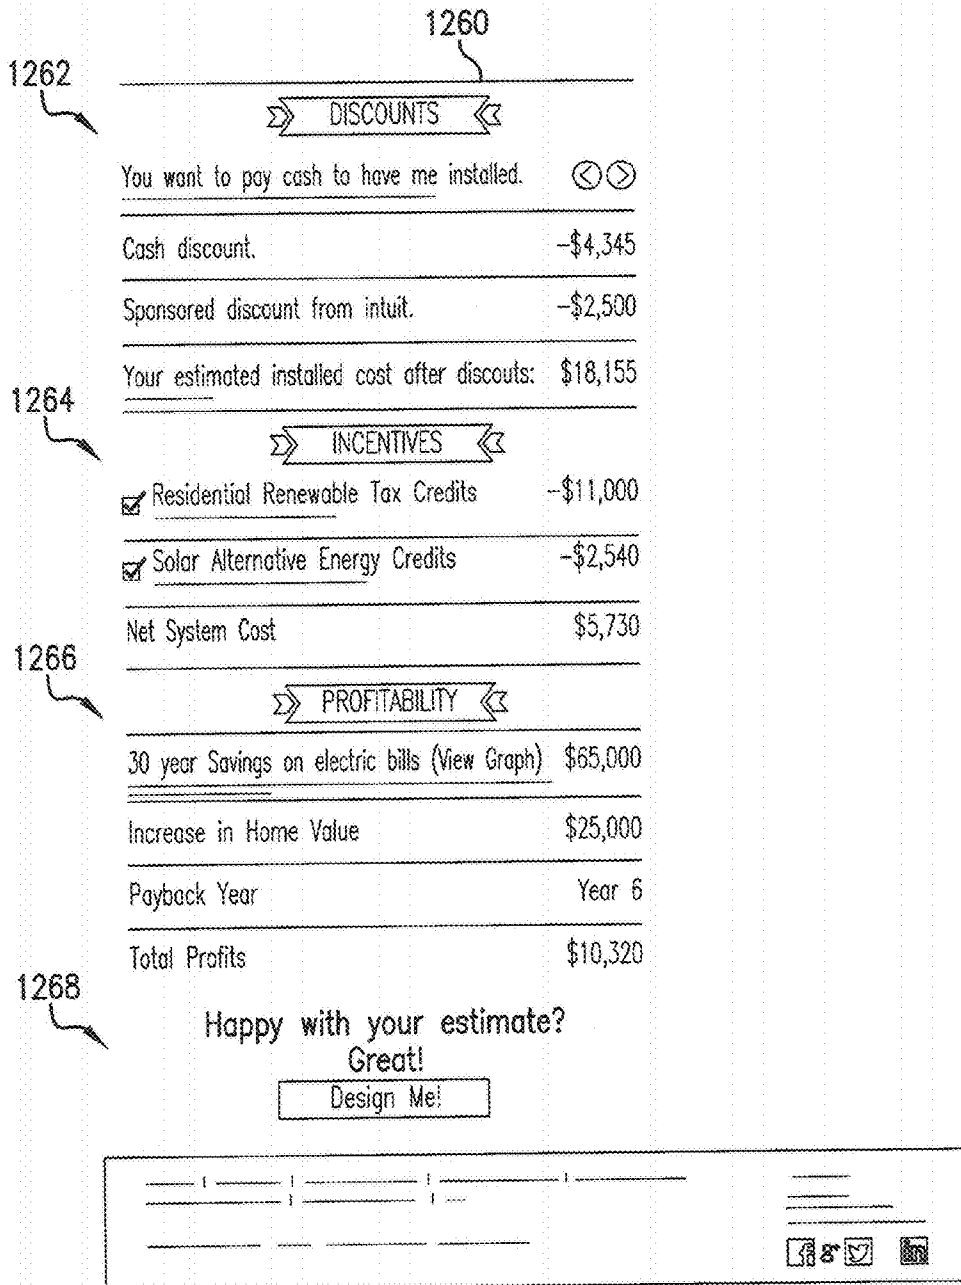 1260
1262
DISCOUNTS
You want to pay cash to have me installed.
Cash discount. -$4,345
Sponsored discount from intuit. -$2,500
Your estimated installed cost after discouts: $18,155
1264
INCENTIVES
Residential Renewable Tax Credits -$11,000
Solar Alternative Energy Credits -$2,540
Net System Cost $5,730
1266
PROFITABILITY
30 year Savings on electric bills (View Graph) $65,000
Increase in Home Value $25,000
Payback Year Year 6
Total Profits $10,320
1268
Happy with your estimate?
Great!
Design Me!
f g+ in